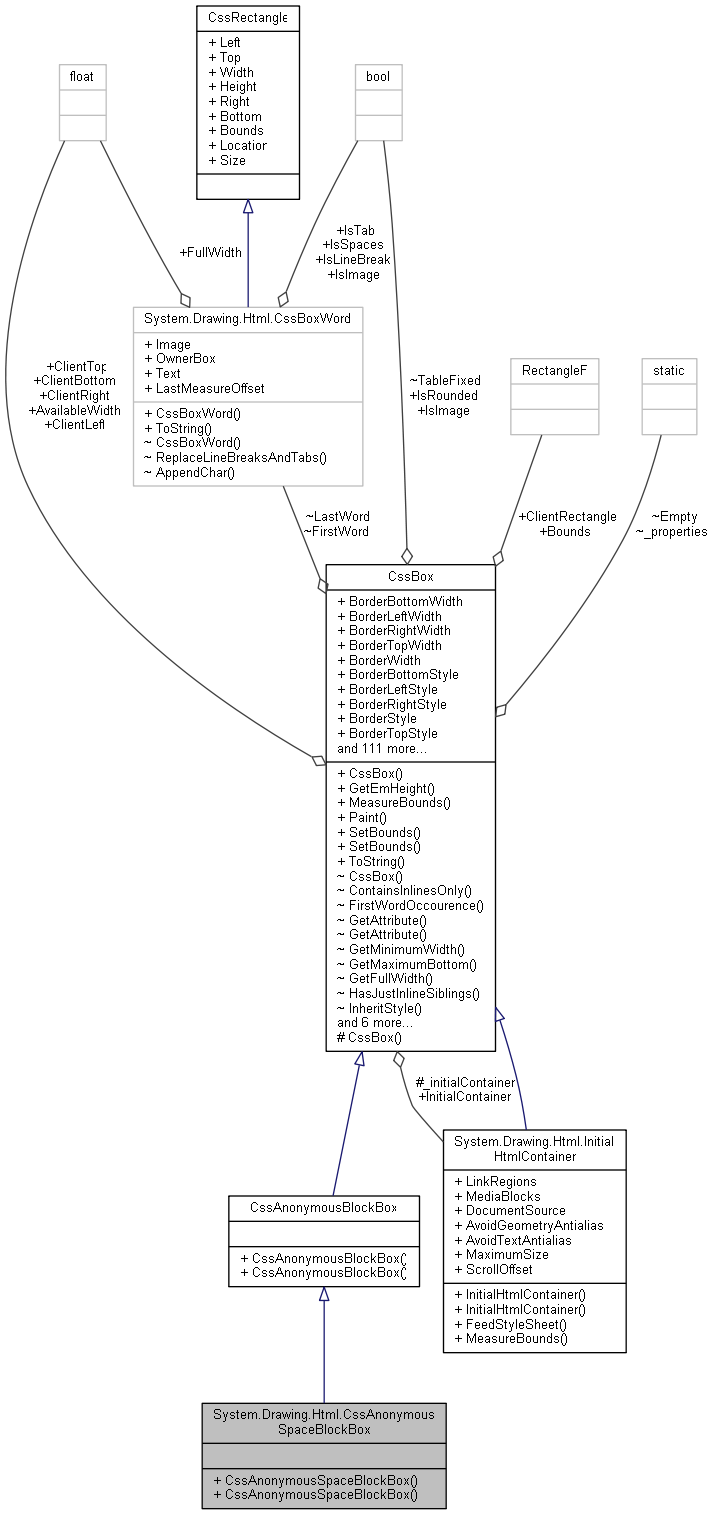 CssRectangle
+ Left
+ Top
+ Width
+ Height
+ Right
+ Bottom
+ Bounds
+ Location
+ Size
float
bool
+FullWidth
+IsTab
+IsSpaces
+IsLineBreak
+IsImage
System.Drawing.Html.CssBoxWord
+ Image
+ OwnerBox
+ Text
+ LastMeasureOffset
+ CssBoxWord()
+ ToString()
~ CssBoxWord()
~ ReplaceLineBreaksAndTabs()
~ AppendChar()
+ClientTop
+ClientBottom
+ClientRight
+AvailableWidth
+ClientLeft
~TableFixed
+IsRounded
+IsImage
RectangleF
static
~LastWord
~FirstWord
+ClientRectangle
+Bounds
~Empty
~_properties
CssBox
+ BorderBottomWidth
+ BorderLeftWidth
+ BorderRightWidth
+ BorderTopWidth
+ BorderWidth
+ BorderBottomStyle
+ BorderLeftStyle
+ BorderRightStyle
+ BorderStyle
+ BorderTopStyle
and 111 more...
+ CssBox()
+ GetEmHeight()
+ MeasureBounds()
+ Paint()
+ SetBounds()
+ SetBounds()
+ ToString()
~ CssBox()
~ ContainsInlinesOnly()
~ FirstWordOccourence()
~ GetAttribute()
~ GetAttribute()
~ GetMinimumWidth()
~ GetMaximumBottom()
~ GetFullWidth()
~ HasJustInlineSiblings()
~ InheritStyle()
and 6 more...
# CssBox()
#_initialContainer
+InitialContainer
System.Drawing.Html.Initial
HtmlContainer
+ LinkRegions
+ MediaBlocks
+ DocumentSource
+ AvoidGeometryAntialias
+ AvoidTextAntialias
+ MaximumSize
+ ScrollOffset
+ InitialHtmlContainer()
+ InitialHtmlContainer()
+ FeedStyleSheet()
+ MeasureBounds()
CssAnonymousBlockBox
+ CssAnonymousBlockBox()
+ CssAnonymousBlockBox()
System.Drawing.Html.CssAnonymous
SpaceBlockBox
+ CssAnonymousSpaceBlockBox()
+ CssAnonymousSpaceBlockBox()